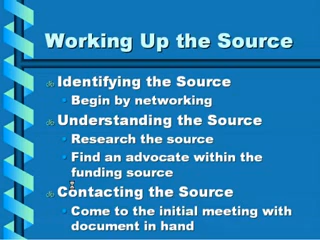 Working Up the Source
Identifying the Source
• Begin by networking
Understanding the Source
• Research the source
• Find an advocate within the
funding source
Contacting the Source
• Come to the initial meeting with
document in hand